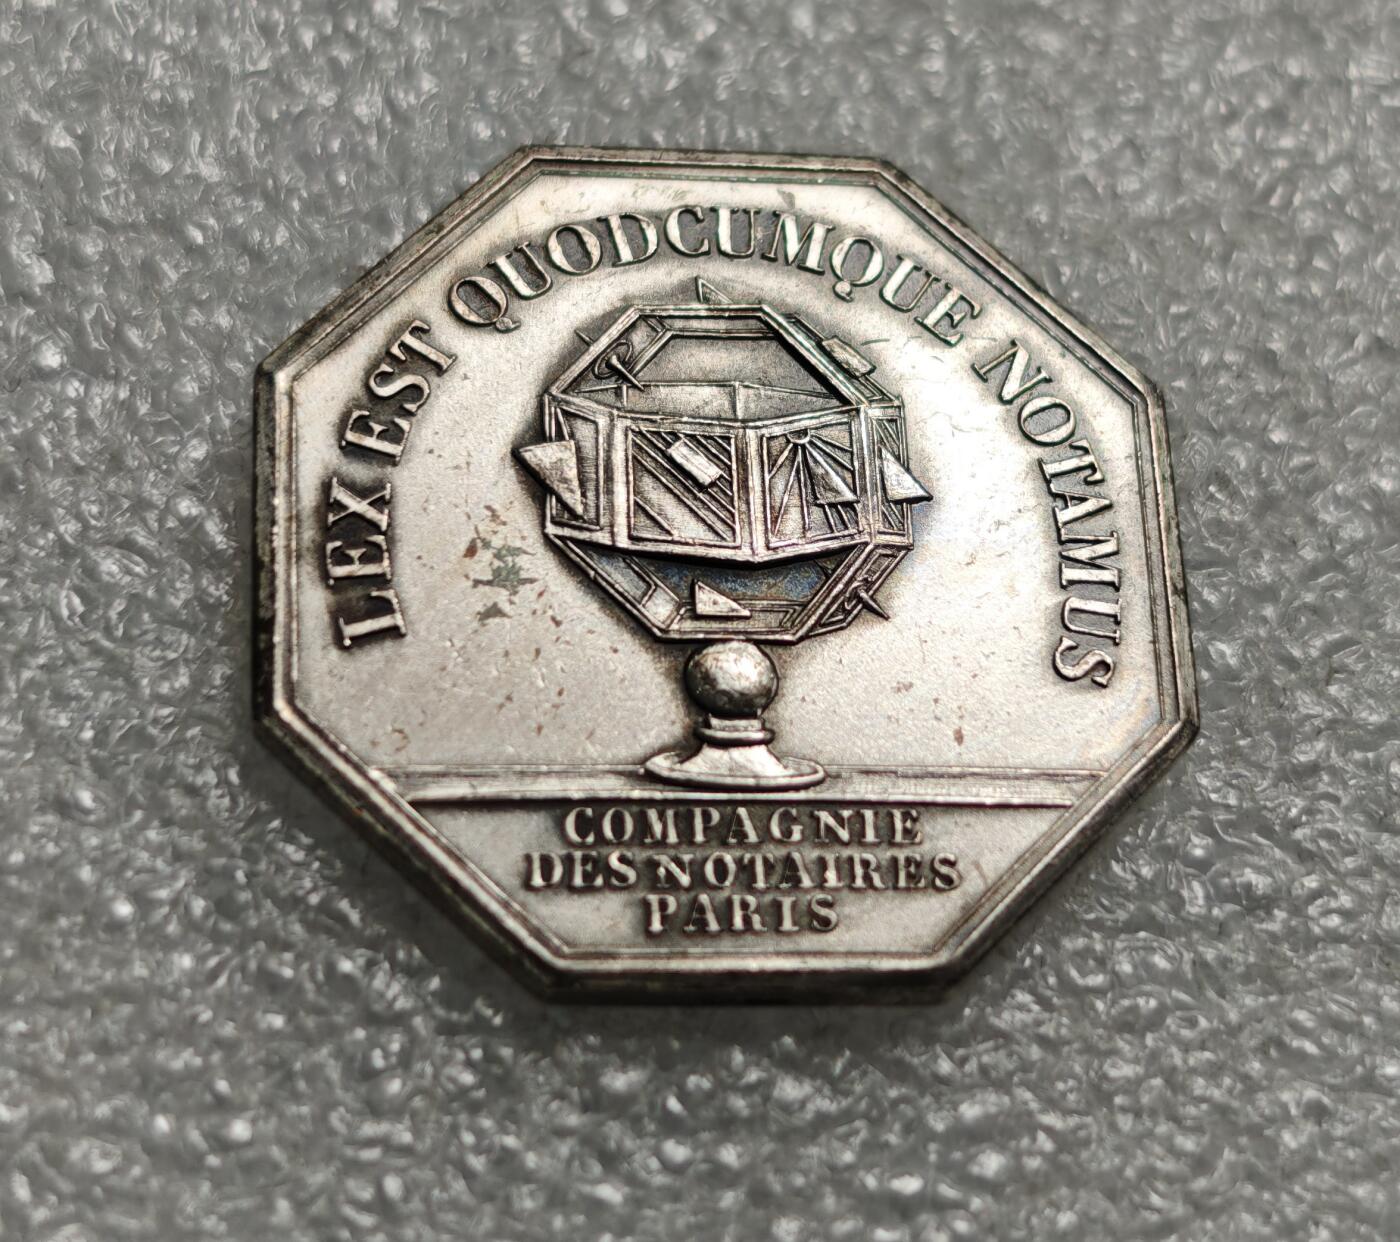 LEX EST QUODCUMQUE NOTAMUS
COMPAGNIE
DES NOTAIRES
PARIS